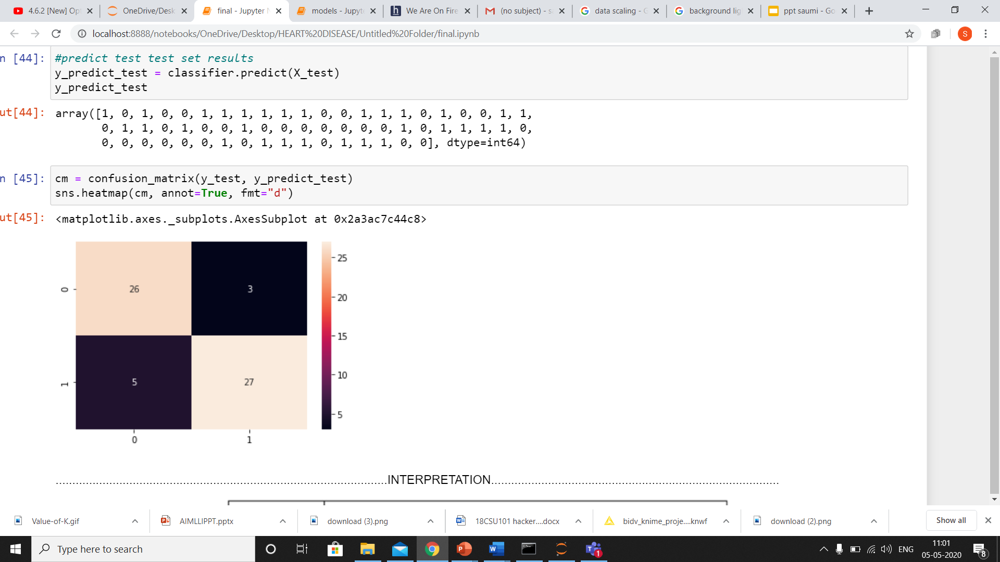 4.6.2 [New] Opt
OneDrive/Desk
final - Jupyter N
models - Jupyte
We Are On Fire
(no subject) - sa
data scaling - G
background lig
ppt saumi - Go
localhost:8888/notebooks/OneDrive/Desktop/HEART%20DISEASE/Untitled%20Folder/final.ipynb
S
n [44]:
#predict test test set results
y_predict_test = classifier.predict(X_test)
y_predict_test
ut[44]:
array([1, 0, 1, 0, 0, 1, 1, 1, 1, 1, 1, 0, 0, 1, 1, 1, 0, 1, 0, 0, 1, 1,
0, 1, 1, 0, 1, 0, 0, 1, 0, 0, 0, 0, 0, 0, 0, 1, 0, 1, 1, 1, 1, 0,
0, 0, 0, 0, 0, 0, 1, 0, 1, 1, 1, 0, 1, 1, 1, 0, 0], dtype=int64)
n [45]:
cm = confusion_matrix(y_test, y_predict_test)
sns.heatmap(cm, annot=True, fmt="d")
ut[45]:
<matplotlib.axes._subplots.AxesSubplot at 0x2a3ac7c44c8>
25
20
15
10
5
0
26
3
1
5
27
0
1
INTERPRETATION
Value-of-K.gif
AIMLLIPPT.pptx
download (3).png
18CSU101 hacker....docx
bidv_knime_proje....knwf
download (2).png
Show all
Type here to search
1
ENG
11:01
05-05-2020
8